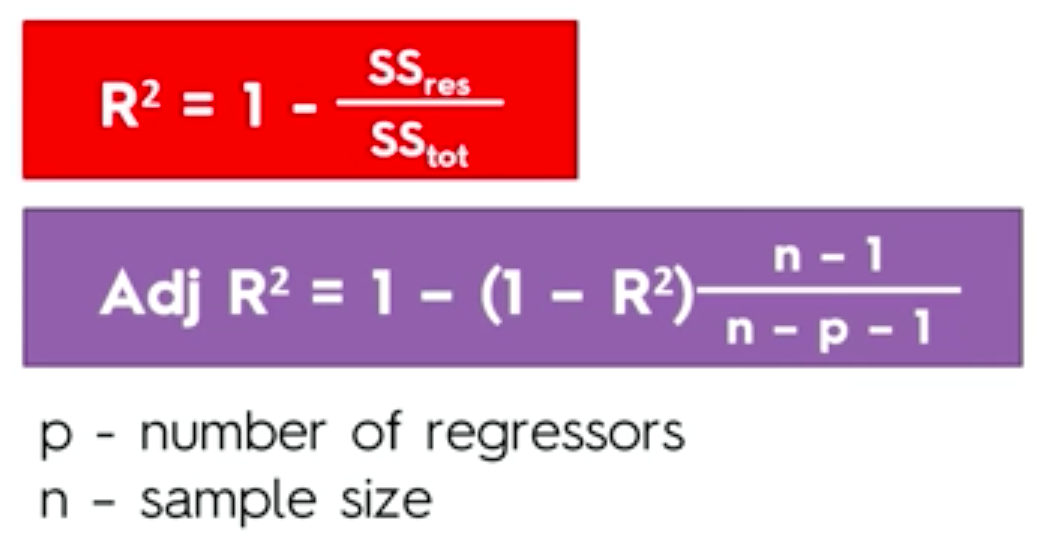 R² = 1 - SSres / SStot
Adj R² = 1 – (1 – R²) n – 1 / n – p – 1
p - number of regressors
n - sample size